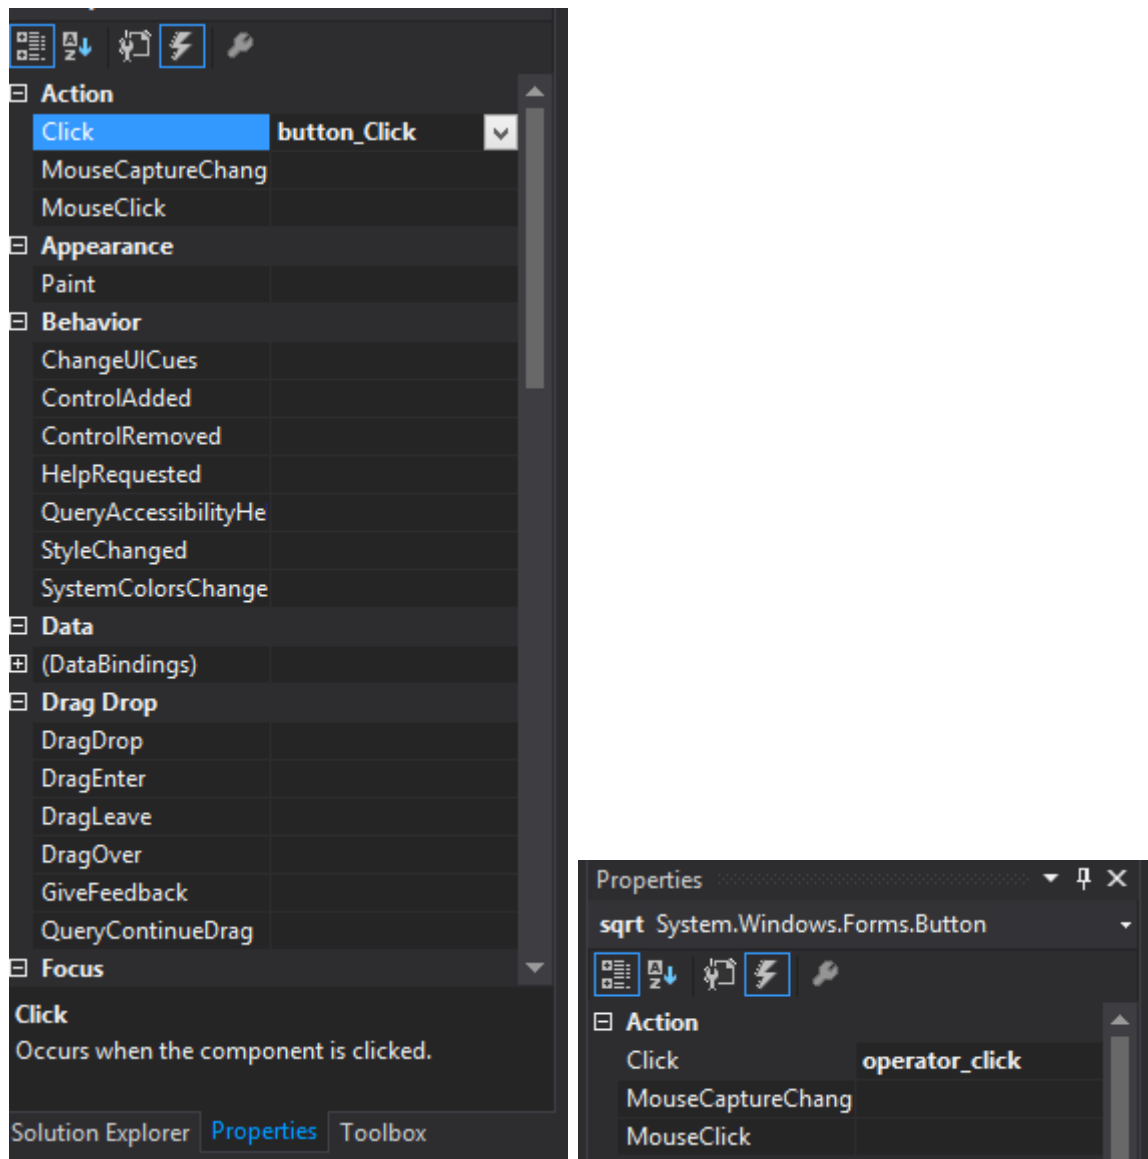 Action
Click button_Click
MouseCaptureChang
MouseClick
Appearance
Paint
Behavior
ChangeUICues
ControlAdded
ControlRemoved
HelpRequested
QueryAccessibilityHe
StyleChanged
SystemColorsChange
Data
(DataBindings)
Drag Drop
DragDrop
DragEnter
DragLeave
DragOver
GiveFeedback
QueryContinueDrag
Focus
Click
Occurs when the component is clicked.
Solution Explorer Properties Toolbox
Properties
sqrt System.Windows.Forms.Button
Action
Click operator_click
MouseCaptureChang
MouseClick